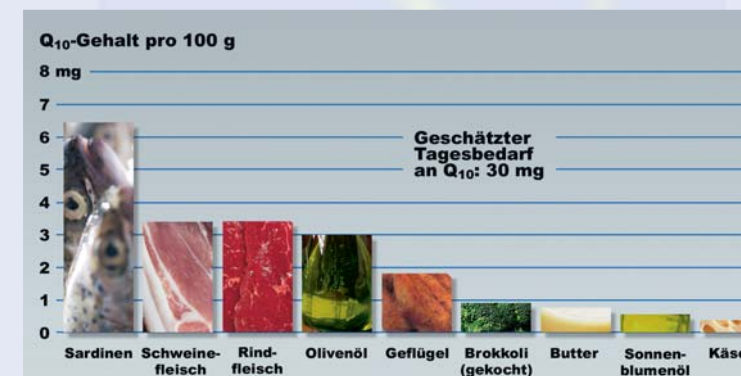 Q₁₀-Gehalt pro 100 g
8 mg
7
6
5
4
3
2
1
0
Geschätzter
Tagesbedarf
an Q₁₀: 30 mg
Sardinen
Schweine-
fleisch
Rind-
fleisch
Olivenöl
Geflügel
Brokkoli
(gekocht)
Butter
Sonnen-
blumenöl
Käse